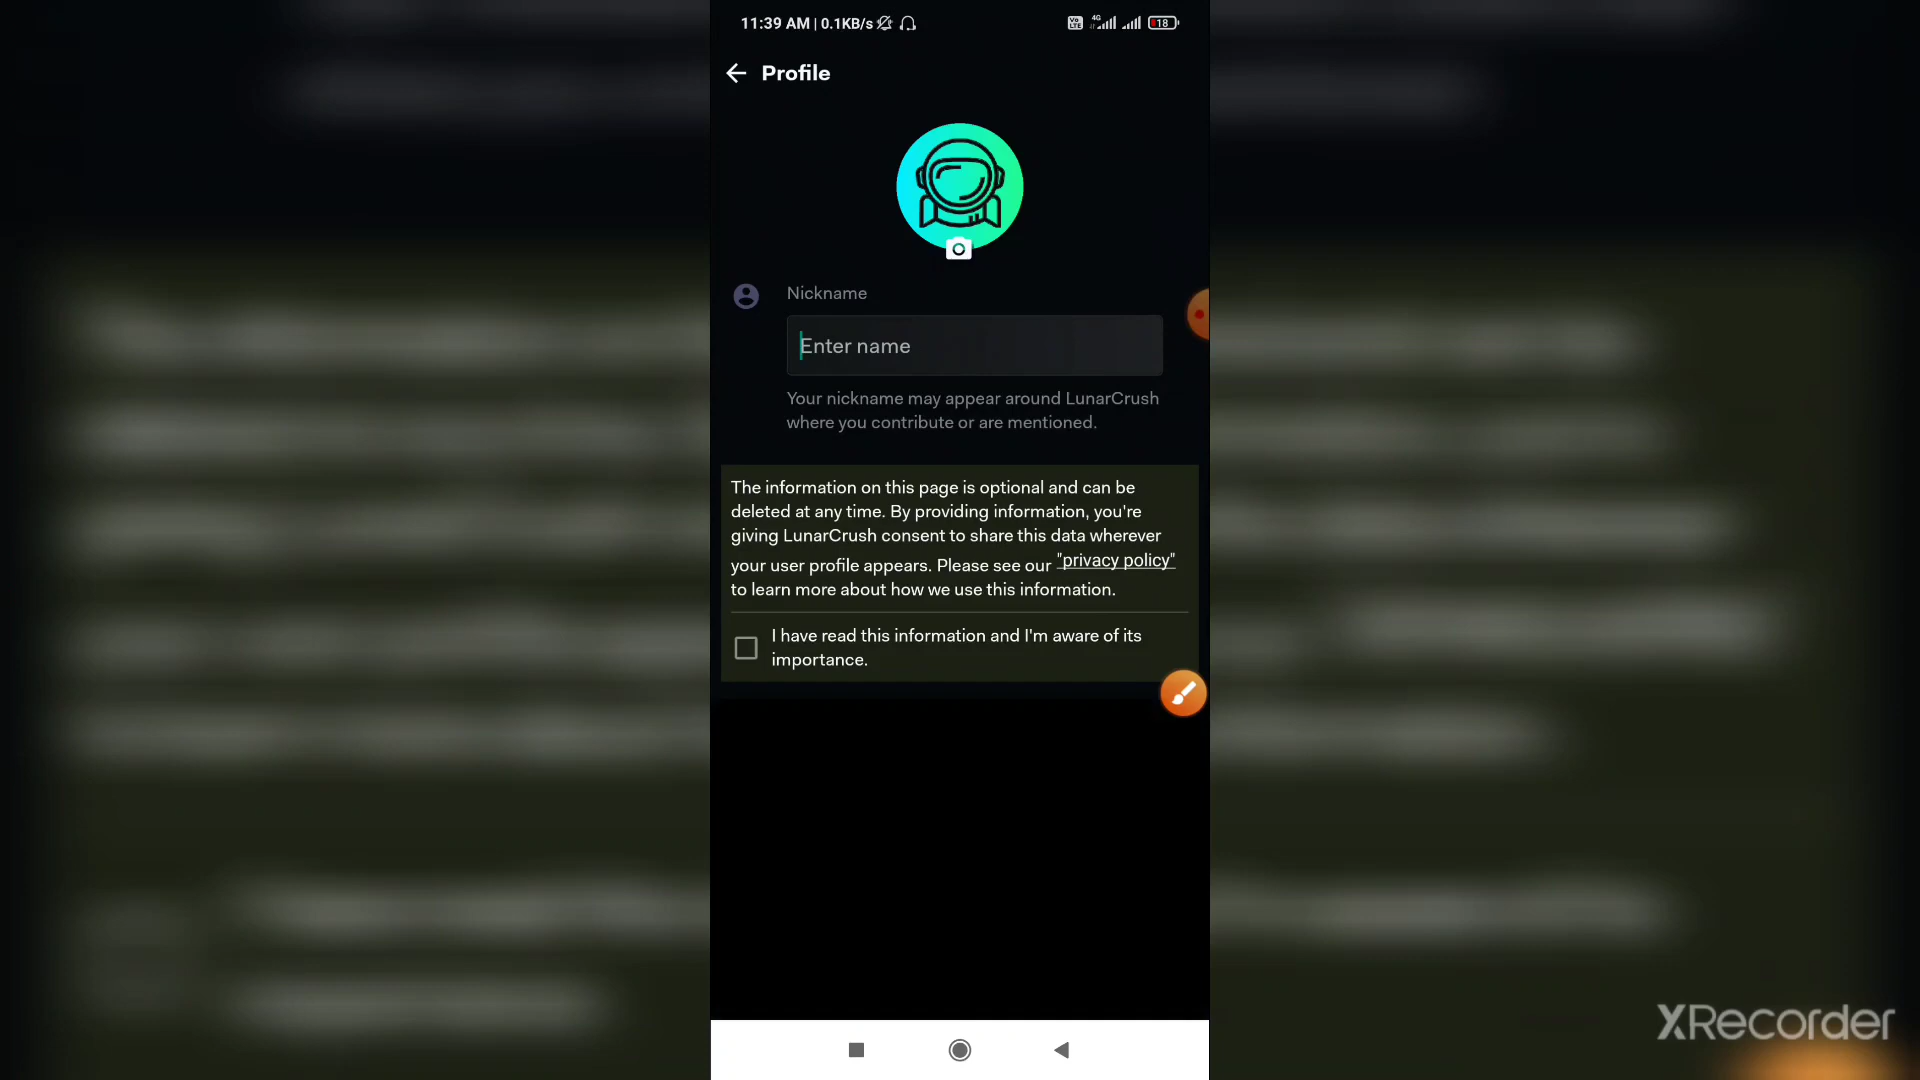 11:39 AM | 0.1KB/s
Vo LTE 4G 18
Profile
Nickname
Enter name
Your nickname may appear around LunarCrush
where you contribute or are mentioned.
The information on this page is optional and can be
deleted at any time. By providing information, you're
giving LunarCrush consent to share this data wherever
your user profile appears. Please see our "privacy policy"
to learn more about how we use this information.
I have read this information and I'm aware of its
importance.
XRecorder